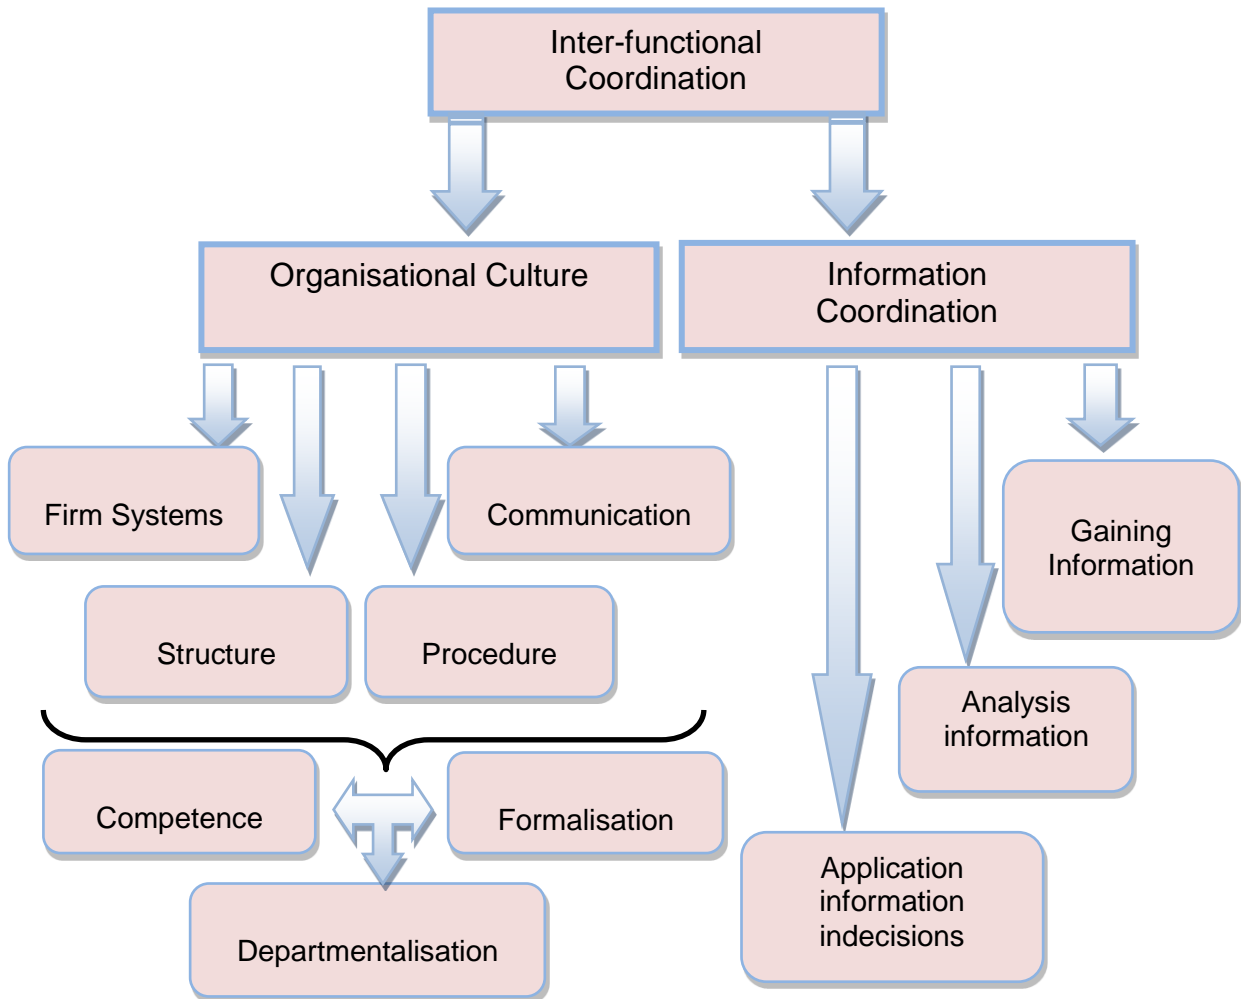 Inter-functional
Coordination
Organisational Culture
Information
Coordination
Firm Systems
Communication
Gaining
Information
Structure
Procedure
Analysis
information
Competence
Formalisation
Application
information
indecisions
Departmentalisation